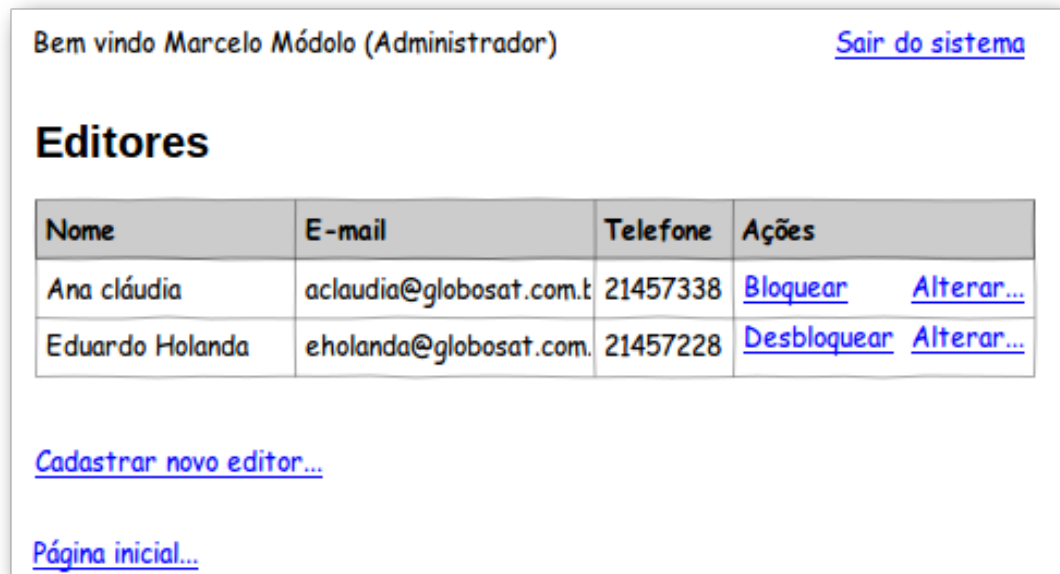 Bem vindo Marcelo Módolo (Administrador) Sair do sistema
Editores
Nome E-mail Telefone Ações
Ana cláudia aclaudia@globosat.com.b 21457338 Bloquear Alterar...
Eduardo Holanda eholanda@globosat.com. 21457228 Desbloquear Alterar...
Cadastrar novo editor...
Página inicial...